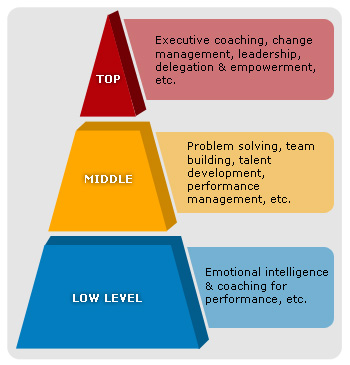 TOP
Executive coaching, change
management, leadership,
delegation & empowerment,
etc.
MIDDLE
Problem solving, team
building, talent
development,
performance
management, etc.
LOW LEVEL
Emotional intelligence
& coaching for
performance, etc.